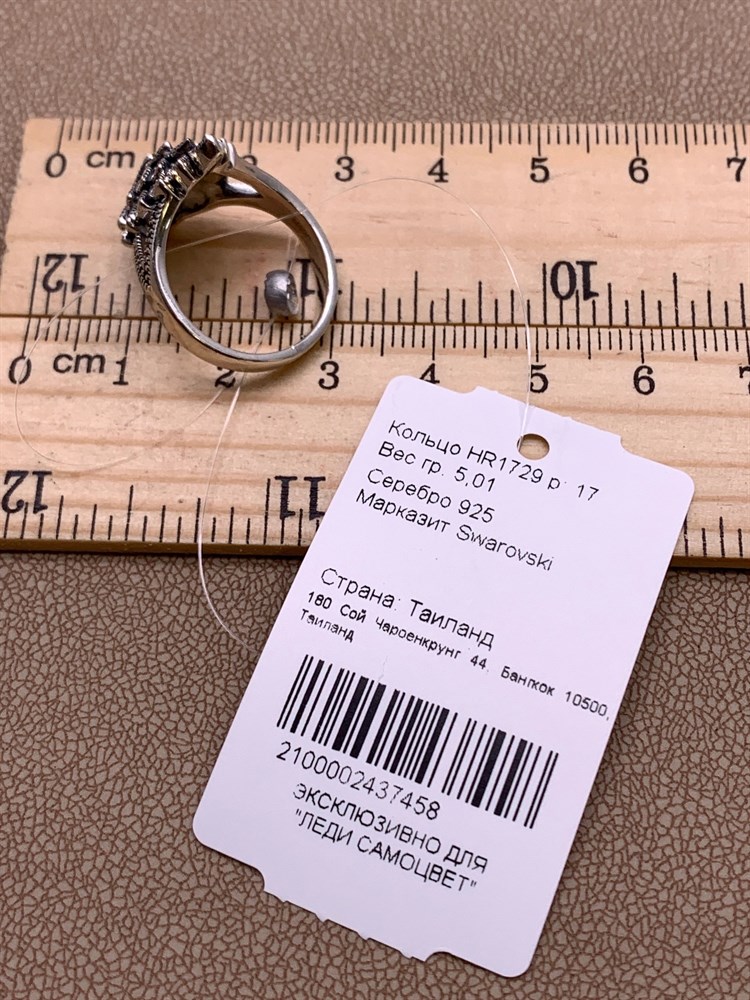 0 cm 2 3 4 5 6 7
12 11 10
0 cm 1 2 3 4 5 6 7
12 11
Кольцо HR1729 р. 17
Вес гр. 5,01
Серебро 925
Марказит Swarovski
Страна: Таиланд
180 Сой Чароенкрунг 44, Бангкок 10500,
Таиланд
2100002437458
ЭКСКЛЮЗИВНО ДЛЯ
"ЛЕДИ САМОЦВЕТ"